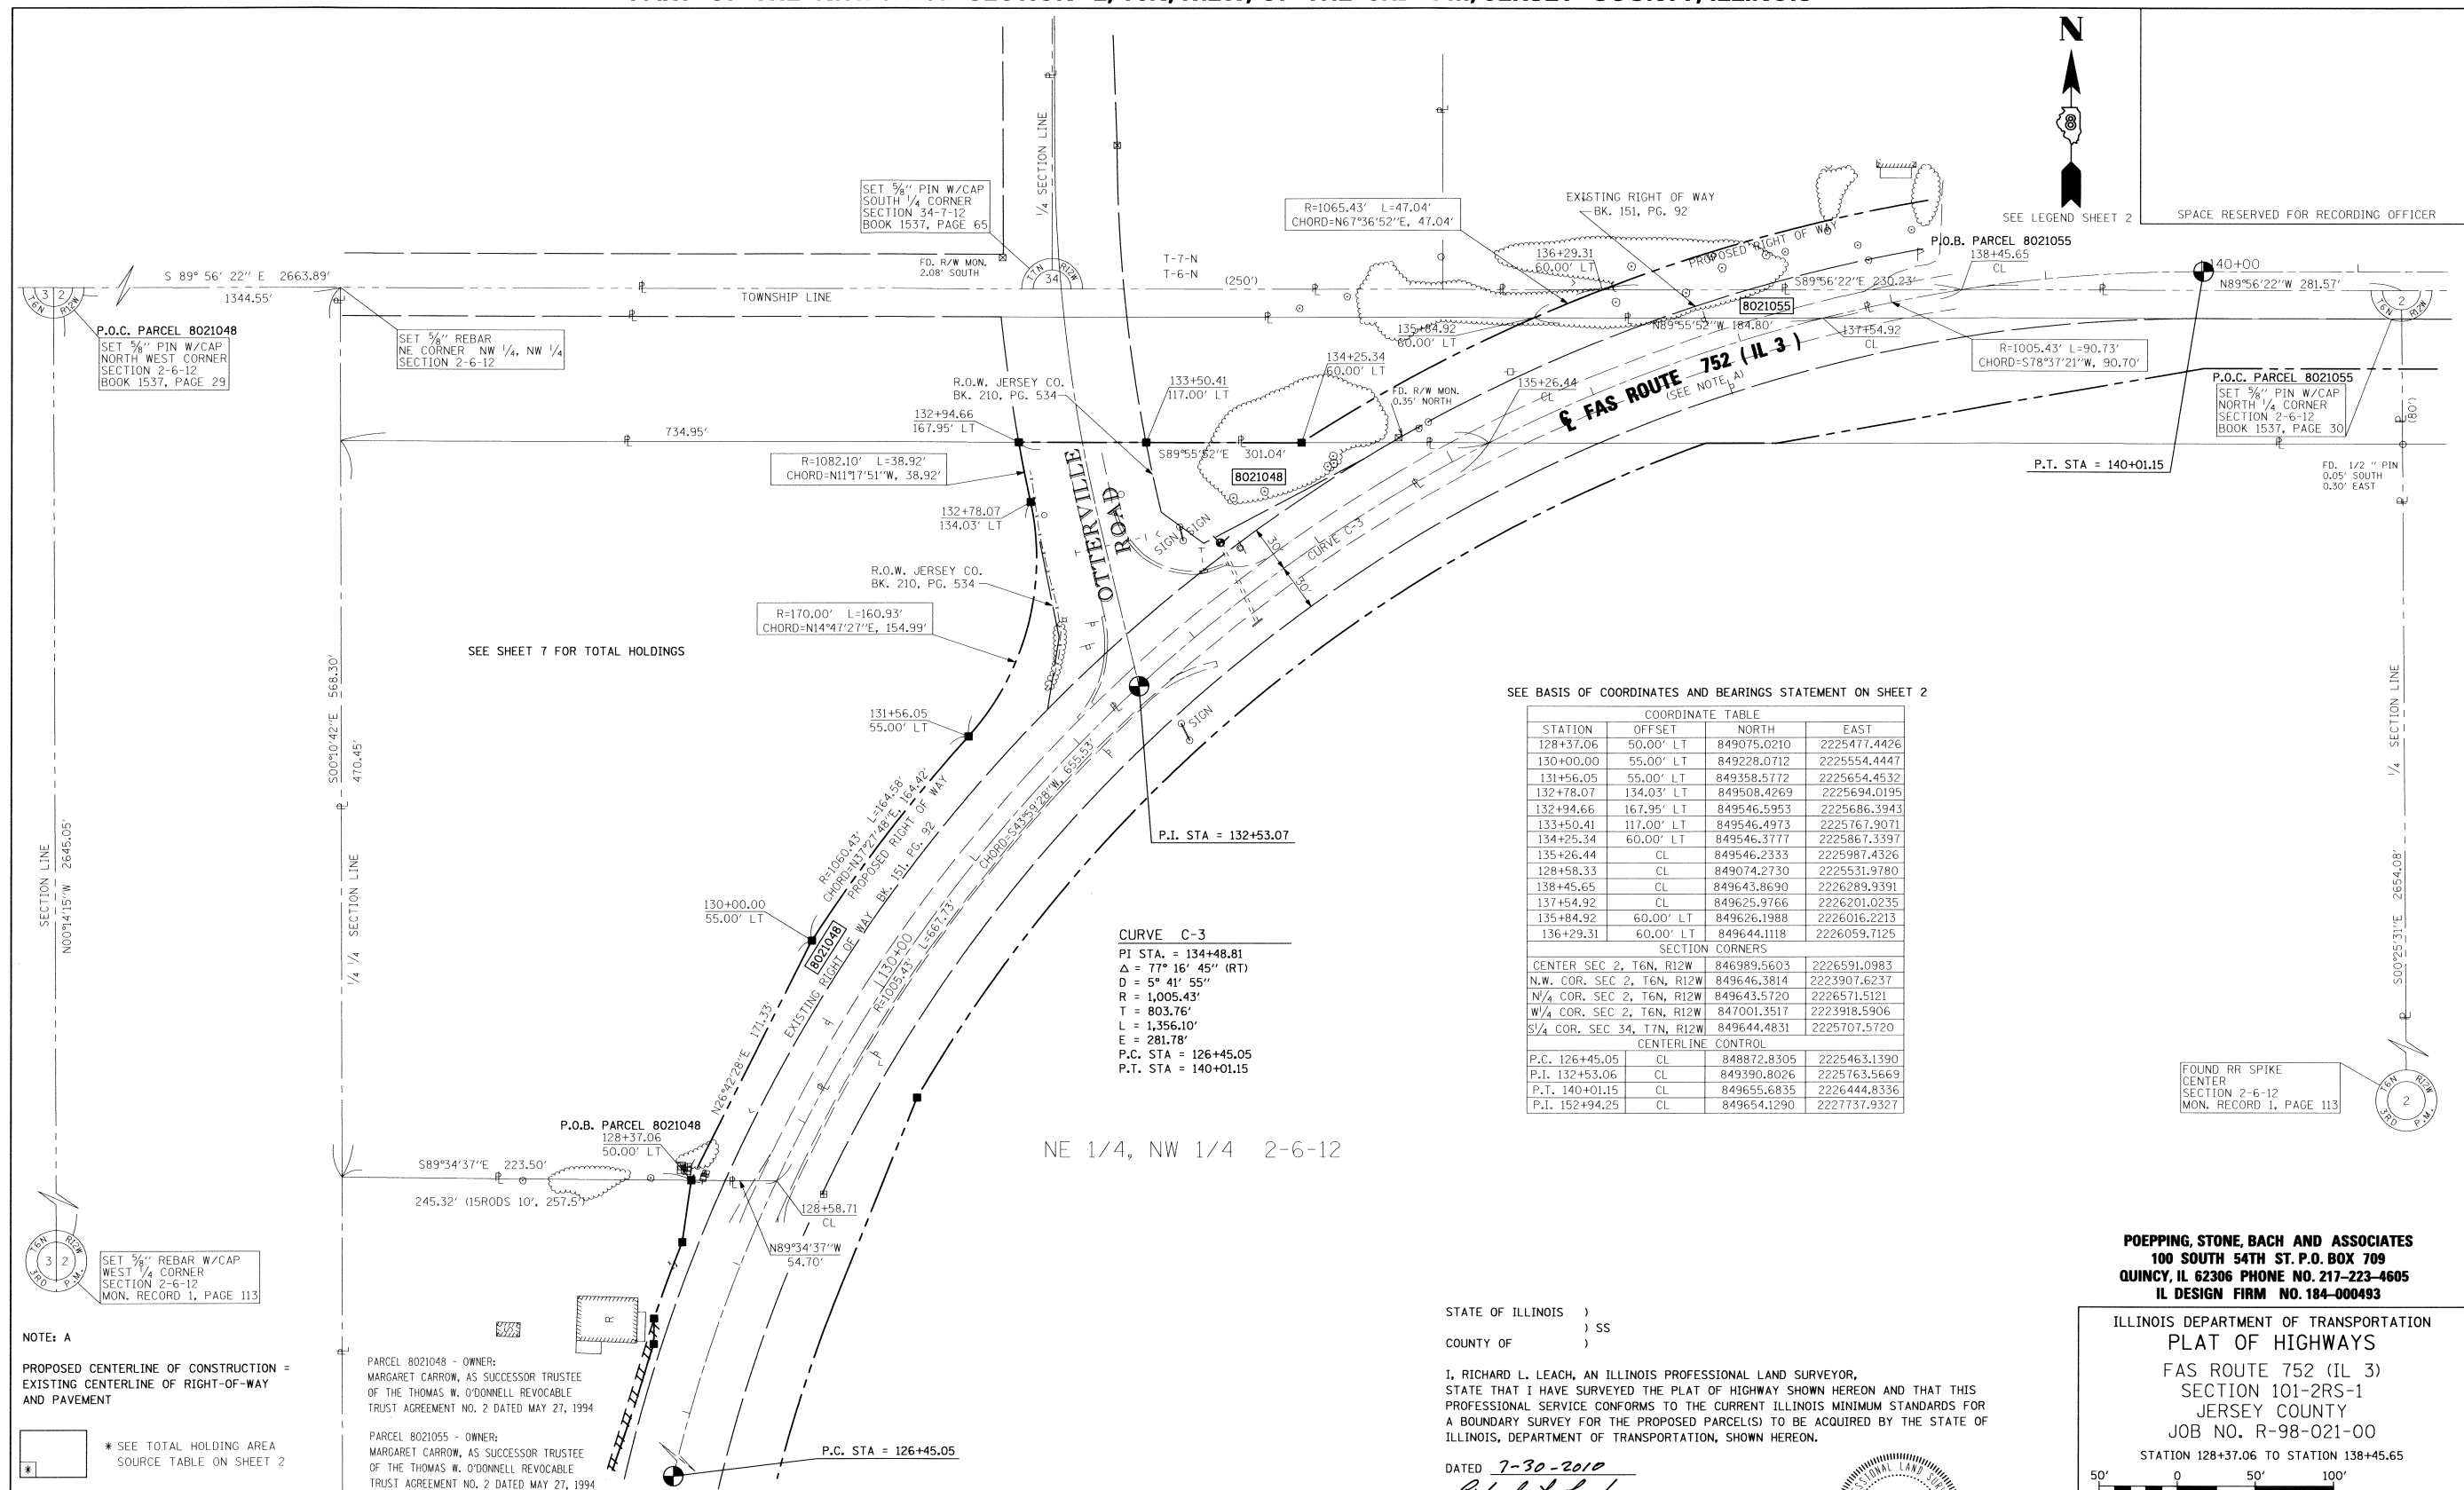 N
SEE LEGEND SHEET 2
SPACE RESERVED FOR RECORDING OFFICER
8
SET 5/8" PIN W/CAP
SOUTH 1/4 CORNER
SECTION 34-7-12
BOOK 1537, PAGE 65
1/4 SECTION LINE
R=1065.43' L=47.04'
CHORD=N67°36'52"E, 47.04'
EXISTING RIGHT OF WAY
BK. 151, PG. 92
PROPOSED RIGHT OF WAY
P.O.B. PARCEL 8021055
138+45.65
CL
140+00
N89°56'22"W 281.57'
S 89° 56' 22" E 2663.89'
1344.55'
FD. R/W MON.
2.08' SOUTH
T7N R12W
34
T-7-N
T-6-N
(250')
TOWNSHIP LINE
136+29.31
60.00' LT
S89°56'22"E 230.23'
8021055
135+84.92
60.00' LT
N89°55'52"W 184.80'
137+54.92
CL
3 2
T6N R12W
P.O.C. PARCEL 8021048
SET 5/8" PIN W/CAP
NORTH WEST CORNER
SECTION 2-6-12
BOOK 1537, PAGE 29
SET 5/8" REBAR
NE CORNER NW 1/4, NW 1/4
SECTION 2-6-12
R=1005.43' L=90.73'
CHORD=S78°37'21"W, 90.70'
2
T6N R12W
P.O.C. PARCEL 8021055
SET 5/8" PIN W/CAP
NORTH 1/4 CORNER
SECTION 2-6-12
BOOK 1537, PAGE 30
(80')
R.O.W. JERSEY CO.
BK. 210, PG. 534
133+50.41
117.00' LT
134+25.34
60.00' LT
FD. R/W MON.
0.35' NORTH
135+26.44
CL
℄ FAS ROUTE 752 ( IL 3 )
(SEE NOTE A)
132+94.66
167.95' LT
734.95'
S89°55'52"E 301.04'
8021048
R=1082.10' L=38.92'
CHORD=N11°17'51"W, 38.92'
P.T. STA = 140+01.15
FD. 1/2 " PIN
0.05' SOUTH
0.30' EAST
132+78.07
134.03' LT
OTTERVILLE
ROAD
SIGN
SIGN
30'
30'
CURVE C-3
R.O.W. JERSEY CO.
BK. 210, PG. 534
R=170.00' L=160.93'
CHORD=N14°47'27"E, 154.99'
SEE SHEET 7 FOR TOTAL HOLDINGS
131+56.05
55.00' LT
SIGN
S00°10'42"E 568.30'
470.45'
1/4 1/4 SECTION LINE
SECTION LINE
N00°14'15"W 2645.05'
R=1060.43' L=164.58'
CHORD=N37°27'48"E, 164.42'
PROPOSED RIGHT OF WAY
EXISTING RIGHT OF WAY BK. 151, PG. 92
CHORD=S43°59'28"W, 655.53'
R=1005.43' L=667.73'
130+00
P.I. STA = 132+53.07
130+00.00
55.00' LT
8021048
N26°42'28"E 171.33'
SEE BASIS OF COORDINATES AND BEARINGS STATEMENT ON SHEET 2
COORDINATE TABLE
STATION OFFSET NORTH EAST
128+37.06 50.00' LT 849075.0210 2225477.4426
130+00.00 55.00' LT 849228.0712 2225554.4447
131+56.05 55.00' LT 849358.5772 2225654.4532
132+78.07 134.03' LT 849508.4269 2225694.0195
132+94.66 167.95' LT 849546.5953 2225686.3943
133+50.41 117.00' LT 849546.4973 2225767.9071
134+25.34 60.00' LT 849546.3777 2225867.3397
135+26.44 CL 849546.2333 2225987.4326
128+58.33 CL 849074.2730 2225531.9780
138+45.65 CL 849643.8690 2226289.9391
137+54.92 CL 849625.9766 2226201.0235
135+84.92 60.00' LT 849626.1988 2226016.2213
136+29.31 60.00' LT 849644.1118 2226059.7125
SECTION CORNERS
CENTER SEC 2, T6N, R12W 846989.5603 2226591.0983
N.W. COR. SEC 2, T6N, R12W 849646.3814 2223907.6237
N1/4 COR. SEC 2, T6N, R12W 849643.5720 2226571.5121
W1/4 COR. SEC 2, T6N, R12W 847001.3517 2223918.5906
S1/4 COR. SEC 34, T7N, R12W 849644.4831 2225707.5720
CENTERLINE CONTROL
P.C. 126+45.05 CL 848872.8305 2225463.1390
P.I. 132+53.06 CL 849390.8026 2225763.5669
P.T. 140+01.15 CL 849655.6835 2226444.8336
P.I. 152+94.25 CL 849654.1290 2227737.9327
1/4 SECTION LINE
S00°25'31"E 2654.08'
CURVE C-3
PI STA. = 134+48.81
Δ = 77° 16' 45" (RT)
D = 5° 41' 55"
R = 1,005.43'
T = 803.76'
L = 1,356.10'
E = 281.78'
P.C. STA = 126+45.05
P.T. STA = 140+01.15
FOUND RR SPIKE
CENTER
SECTION 2-6-12
MON. RECORD 1, PAGE 113
T6N R12W
2
3RD P.M.
NE 1/4, NW 1/4 2-6-12
P.O.B. PARCEL 8021048
128+37.06
50.00' LT
S89°34'37"E 223.50'
245.32' (15RODS 10', 257.5')
128+58.71
CL
N89°34'37"W
54.70'
T6N R12W
3 2
3RD P.M.
SET 5/8" REBAR W/CAP
WEST 1/4 CORNER
SECTION 2-6-12
MON. RECORD 1, PAGE 113
NOTE: A
PROPOSED CENTERLINE OF CONSTRUCTION =
EXISTING CENTERLINE OF RIGHT-OF-WAY
AND PAVEMENT
* SEE TOTAL HOLDING AREA
SOURCE TABLE ON SHEET 2
*
S
R
PARCEL 8021048 - OWNER:
MARGARET CARROW, AS SUCCESSOR TRUSTEE
OF THE THOMAS W. O'DONNELL REVOCABLE
TRUST AGREEMENT NO. 2 DATED MAY 27, 1994
PARCEL 8021055 - OWNER:
MARGARET CARROW, AS SUCCESSOR TRUSTEE
OF THE THOMAS W. O'DONNELL REVOCABLE
TRUST AGREEMENT NO. 2 DATED MAY 27, 1994
P.C. STA = 126+45.05
STATE OF ILLINOIS )
) SS
COUNTY OF )
I, RICHARD L. LEACH, AN ILLINOIS PROFESSIONAL LAND SURVEYOR,
STATE THAT I HAVE SURVEYED THE PLAT OF HIGHWAY SHOWN HEREON AND THAT THIS
PROFESSIONAL SERVICE CONFORMS TO THE CURRENT ILLINOIS MINIMUM STANDARDS FOR
A BOUNDARY SURVEY FOR THE PROPOSED PARCEL(S) TO BE ACQUIRED BY THE STATE OF
ILLINOIS, DEPARTMENT OF TRANSPORTATION, SHOWN HEREON.
DATED 7-30-2010
POEPPING, STONE, BACH AND ASSOCIATES
100 SOUTH 54TH ST. P.O. BOX 709
QUINCY, IL 62306 PHONE NO. 217-223-4605
IL DESIGN FIRM NO. 184-000493
ILLINOIS DEPARTMENT OF TRANSPORTATION
PLAT OF HIGHWAYS
FAS ROUTE 752 (IL 3)
SECTION 101-2RS-1
JERSEY COUNTY
JOB NO. R-98-021-00
STATION 128+37.06 TO STATION 138+45.65
50' 0 50' 100'